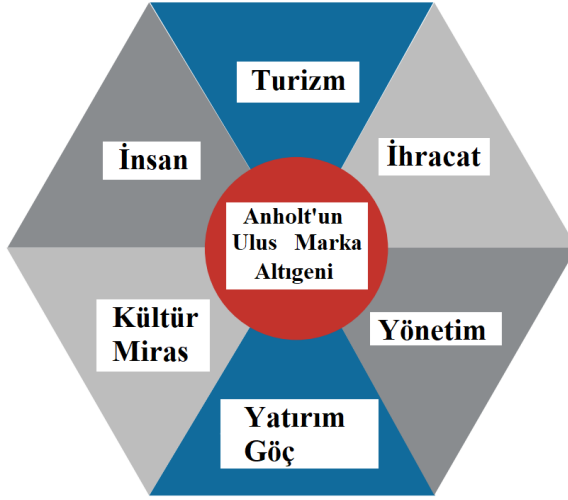 Turizm
İnsan
İhracat
Anholt'un
Ulus Marka
Altıgeni
Kültür
Miras
Yönetim
Yatırım
Göç